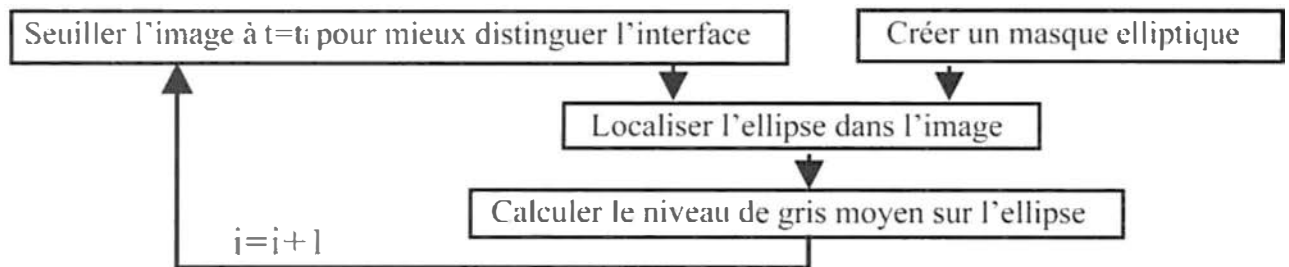 Seuiller l'image à t=tᵢ pour mieux distinguer l'interface
Créer un masque elliptique
Localiser l'ellipse dans l'image
Calculer le niveau de gris moyen sur l'ellipse
i=i+1